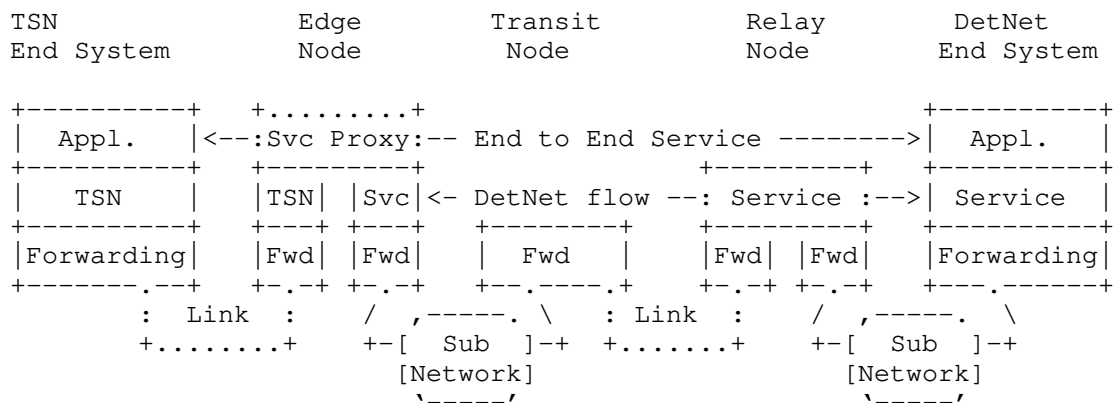 TSN                 Edge          Transit         Relay        DetNet
End System          Node            Node          Node       End System

+----------+   +.........+                                +----------+
|  Appl.   |<--:Svc Proxy:-- End to End Service -------->|  Appl.   |
+----------+   +---------+                 +---------+    +----------+
|   TSN    |   |TSN| |Svc|<- DetNet flow --: Service :-->| Service  |
+----------+   +---+ +---+    +--------+   +---------+    +----------+
|Forwarding|   |Fwd| |Fwd|    |  Fwd   |   |Fwd| |Fwd|    |Forwarding|
+-------.--+   +-.-+ +-.-+    +--.----.+   +-.-+ +-.-+    +---.------+
        :  Link  :    /  ,-----. \   : Link  :    /  ,-----.  \
        +........+    +-[  Sub  ]-+  +.......+    +-[  Sub  ]-+
                        [Network]                   [Network]
                         `-----'                     `-----'